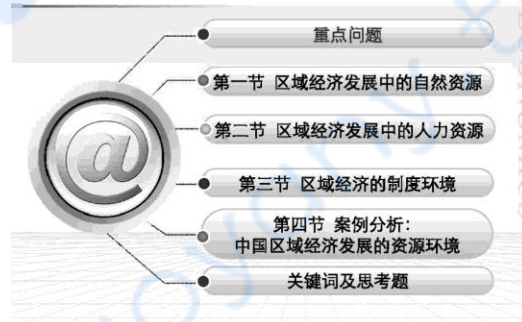 重点问题
第一节 区域经济发展中的自然资源
第二节 区域经济发展中的人力资源
第三节 区域经济的制度环境
第四节 案例分析:
中国区域经济发展的资源环境
关键词及思考题
@